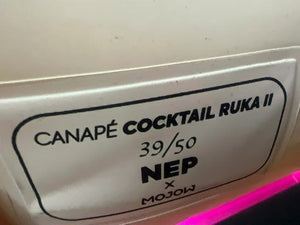 CANAPÉ COCKTAIL RUKA II
39/50
NEP
x
MOJOW